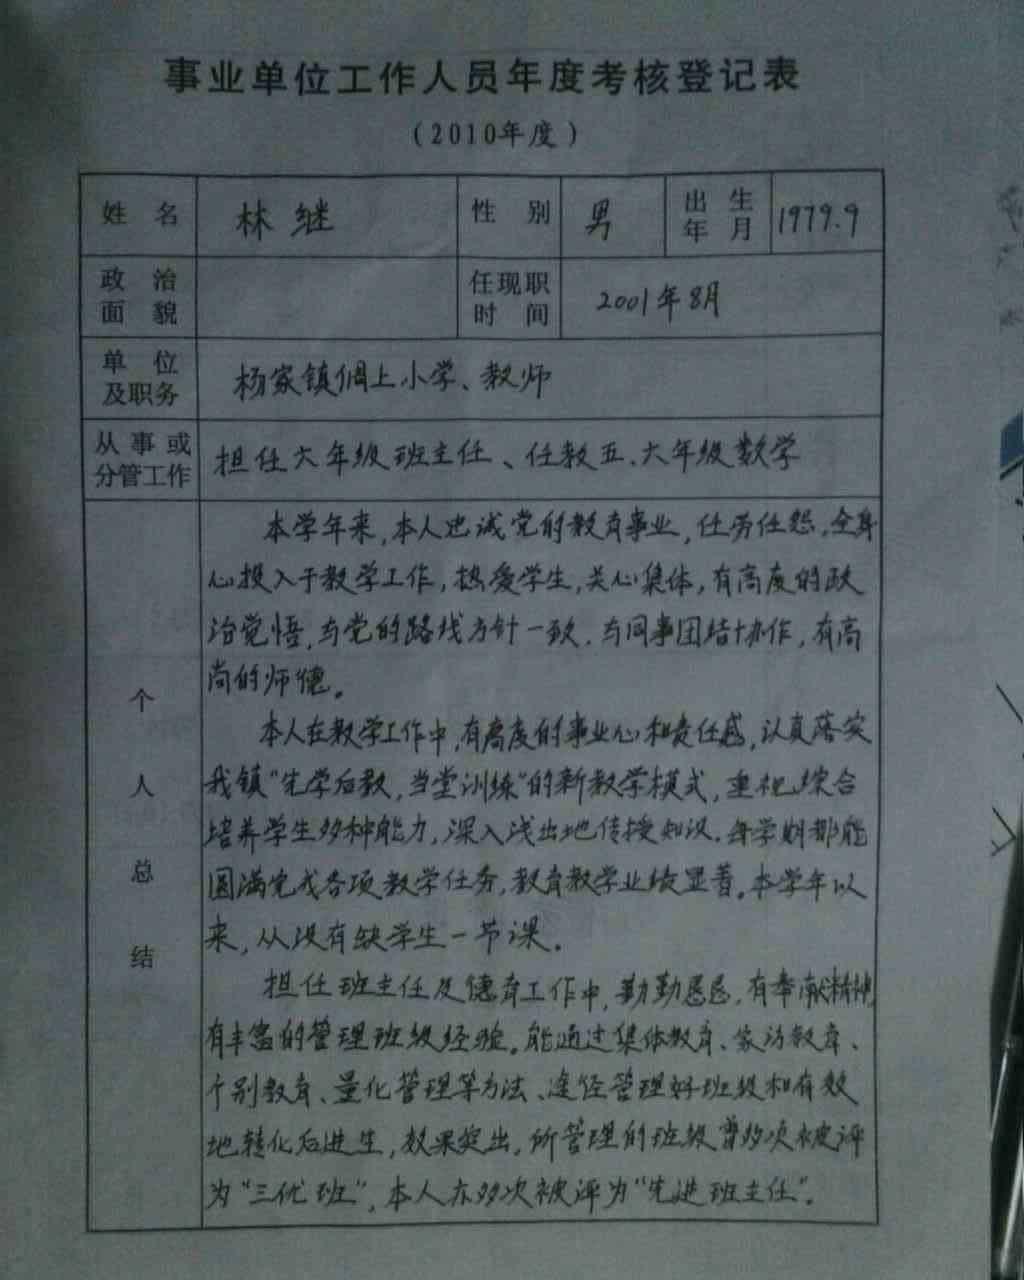 事业单位工作人员年度考核登记表
(2010年度)
姓名 林继 性别 男 出生年月 1979.9
政治面貌 任现职时间 2001年8月
单位及职务 杨家镇佣上小学、教师
从事或分管工作 担任六年级班主任、任教五、六年级数学
个人总结
本学年来,本人忠诚党的教育事业,任劳任怨,全身
心投入于教学工作,热爱学生,关心集体,有高度的政
治觉悟,与党的路线方针一致,与同事团结协作,有高
尚的师德。
本人在教学工作中,有高度的事业心和责任感,认真落实
我镇“先学后教,当堂训练”的新教学模式,重视综合
培养学生多种能力,深入浅出地传授知识。每学期都能
圆满完成各项教学任务,教育教学业绩显著。本学年以
来,从没有缺学生一节课。
担任班主任及德育工作中,勤勤恳恳,有奉献精神,
有丰富的管理班级经验。能通过集体教育、家访教育、
个别教育、量化管理等方法、途径管理好班级和有效
地转化后进生,效果突出,所管理的班级曾多次被评
为“三优班”,本人亦多次被评为“先进班主任”。